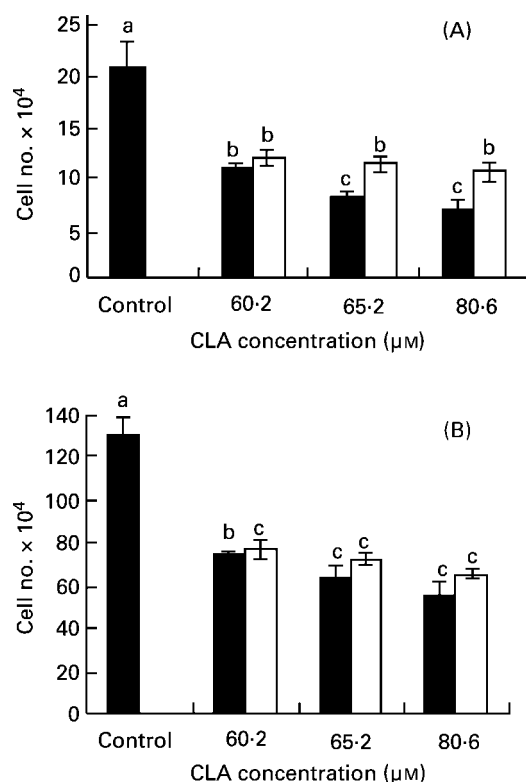 (A)
Cell no. × 10⁴
25
20
15
10
5
0
a
b b
c b
c b
Control 60·2 65·2 80·6
CLA concentration (μM)
(B)
Cell no. × 10⁴
140
120
100
80
60
40
20
0
a
b c
c c
c c
Control 60·2 65·2 80·6
CLA concentration (μM)